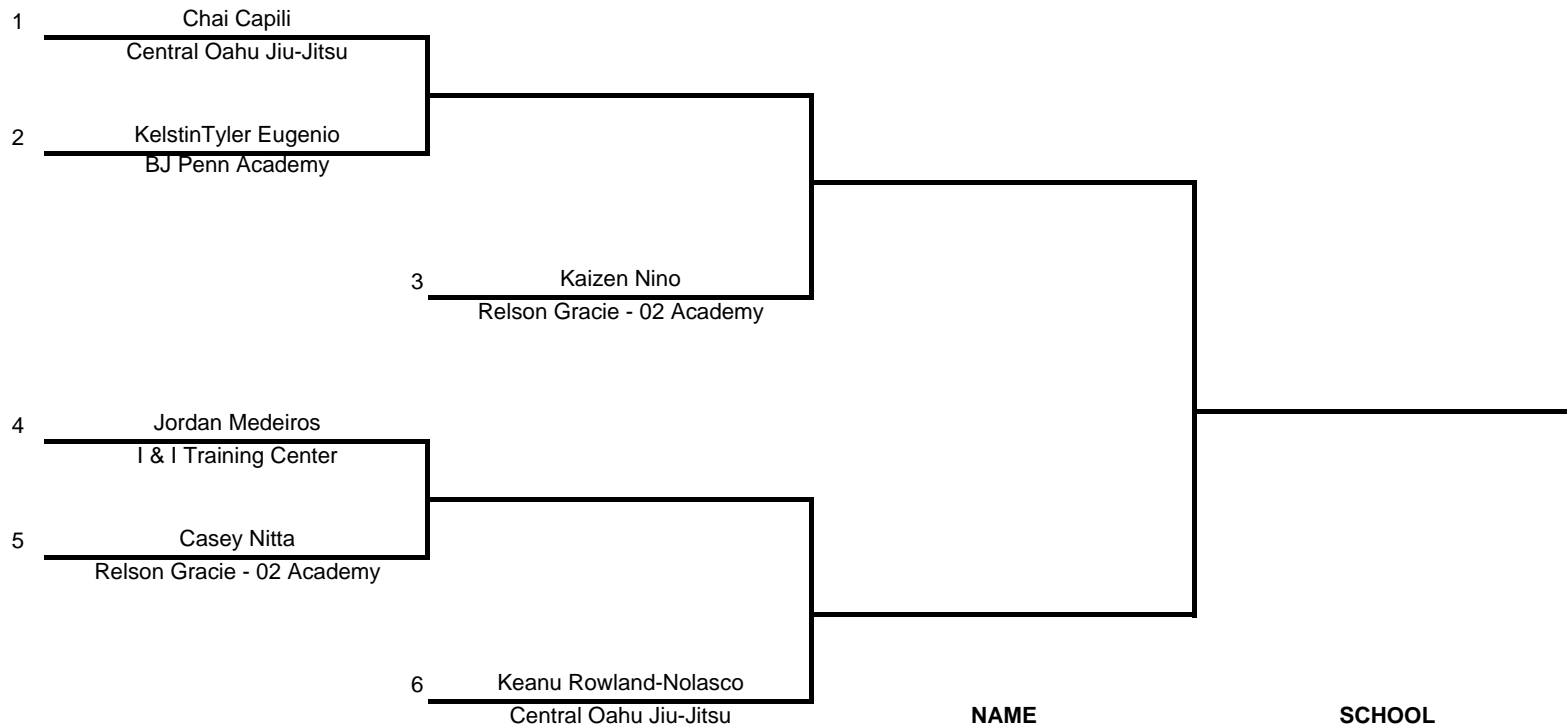 1 Chai Capili
Central Oahu Jiu-Jitsu
2 KelstinTyler Eugenio
BJ Penn Academy
3 Kaizen Nino
Relson Gracie - 02 Academy
4 Jordan Medeiros
I & I Training Center
5 Casey Nitta
Relson Gracie - 02 Academy
6 Keanu Rowland-Nolasco
Central Oahu Jiu-Jitsu
NAME SCHOOL